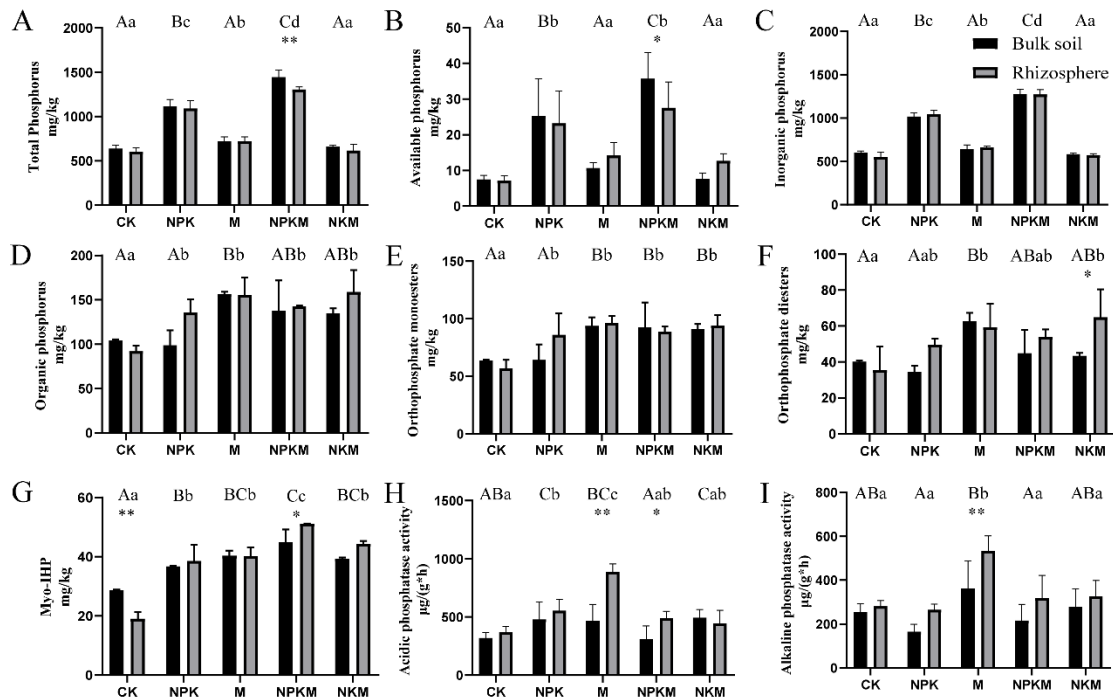 A
Aa Bc Ab Cd Aa
**
Total Phosphorus
mg/kg
2000
1500
1000
500
0
CK NPK M NPKM NKM
B
Aa Bb Aa Cb Aa
*
Available phosphorus
mg/kg
50
40
30
20
10
0
CK NPK M NPKM NKM
C
Aa Bc Ab Cd Aa
Bulk soil
Rhizosphere
Inorganic phosphorus
mg/kg
2000
1500
1000
500
0
CK NPK M NPKM NKM
D
Aa Ab Bb ABb ABb
Organic phosphorus
mg/kg
200
150
100
50
0
CK NPK M NPKM NKM
E
Aa Ab Bb Bb Bb
Orthophosphate monoesters
mg/kg
150
100
50
0
CK NPK M NPKM NKM
F
Aa Aab Bb ABab ABb
*
Orthophosphate diesters
mg/kg
100
80
60
40
20
0
CK NPK M NPKM NKM
G
Aa Bb BCb Cc BCb
** *
Myo-IHP
mg/kg
60
40
20
0
CK NPK M NPKM NKM
H
ABa Cb BCc Aab Cab
** *
Acidic phosphatase activity
μg/(g*h)
1500
1000
500
0
CK NPK M NPKM NKM
I
ABa Aa Bb Aa ABa
**
Alkaline phosphatase activity
μg/(g*h)
800
600
400
200
0
CK NPK M NPKM NKM